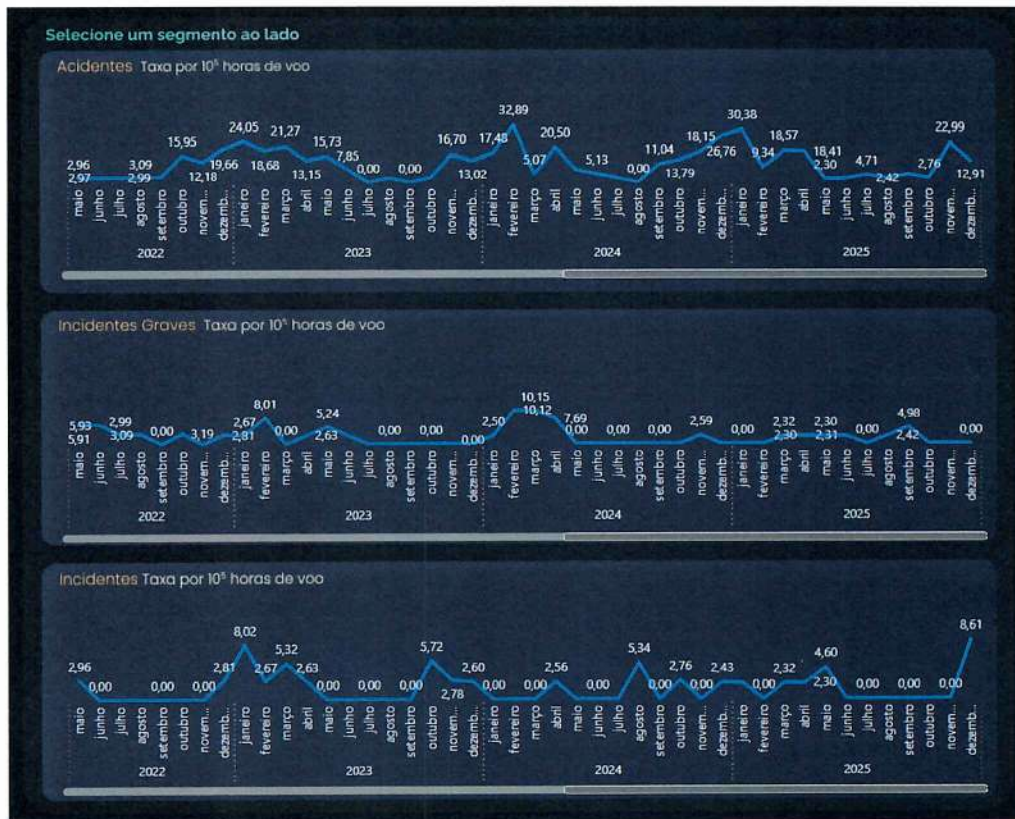 Selecione um segmento ao lado
Acidentes Taxa por 10⁵ horas de voo
2,96 2,97 3,09 2,99 15,95 12,18 19,66 24,05 18,68 21,27 13,15 15,73 7,85 0,00 0,00 16,70 13,02 17,48 32,89 5,07 20,50 5,13 0,00 11,04 13,79 18,15 26,76 30,38 9,34 18,57 18,41 2,30 4,71 2,42 2,76 22,99 12,91
maio junho julho agosto setembro outubro novem... dezemb... janeiro fevereiro março abril maio junho julho agosto setembro outubro novem... dezemb... janeiro fevereiro março abril maio junho julho agosto setembro outubro novem... dezemb... janeiro fevereiro março abril maio junho julho agosto setembro outubro novem... dezemb...
2022 2023 2024 2025
Incidentes Graves Taxa por 10⁵ horas de voo
5,93 5,91 2,99 3,09 0,00 3,19 2,67 2,81 8,01 0,00 5,24 2,63 0,00 0,00 0,00 2,50 10,15 10,12 7,69 0,00 0,00 0,00 2,59 0,00 2,32 2,30 2,30 2,31 0,00 4,98 2,42 0,00
maio junho julho agosto setembro outubro novem... dezemb... janeiro fevereiro março abril maio junho julho agosto setembro outubro novem... dezemb... janeiro fevereiro março abril maio junho julho agosto setembro outubro novem... dezemb... janeiro fevereiro março abril maio junho julho agosto setembro outubro novem... dezemb...
2022 2023 2024 2025
Incidentes Taxa por 10⁵ horas de voo
2,96 0,00 0,00 0,00 2,81 8,02 2,67 5,32 2,63 0,00 0,00 0,00 5,72 2,78 2,60 0,00 0,00 2,56 0,00 5,34 0,00 2,76 0,00 2,43 0,00 2,32 4,60 2,30 0,00 0,00 0,00 8,61
maio junho julho agosto setembro outubro novem... dezemb... janeiro fevereiro março abril maio junho julho agosto setembro outubro novem... dezemb... janeiro fevereiro março abril maio junho julho agosto setembro outubro novem... dezemb... janeiro fevereiro março abril maio junho julho agosto setembro outubro novem... dezemb...
2022 2023 2024 2025